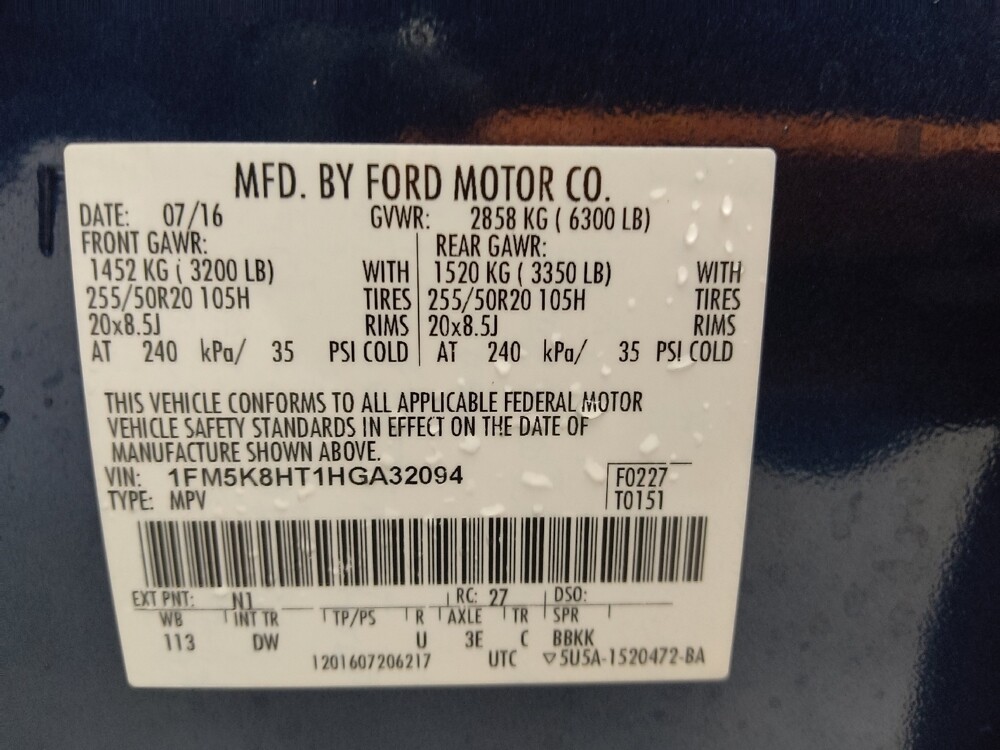 MFD. BY FORD MOTOR CO.
DATE: 07/16 GVWR: 2858 KG ( 6300 LB)
FRONT GAWR: REAR GAWR:
1452 KG ( 3200 LB) WITH 1520 KG ( 3350 LB) WITH
255/50R20 105H TIRES 255/50R20 105H TIRES
20x8.5J RIMS 20x8.5J RIMS
AT 240 kPa/ 35 PSI COLD AT 240 kPa/ 35 PSI COLD
THIS VEHICLE CONFORMS TO ALL APPLICABLE FEDERAL MOTOR
VEHICLE SAFETY STANDARDS IN EFFECT ON THE DATE OF
MANUFACTURE SHOWN ABOVE.
VIN: 1FM5K8HT1HGA32094 F0227
TYPE: MPV T0151
EXT PNT: N1 RC: 27 DSO:
WB INT TR TP/PS R AXLE TR SPR
113 DW U 3E C BBKK
1201607206217 UTC ▽5U5A-1520472-BA